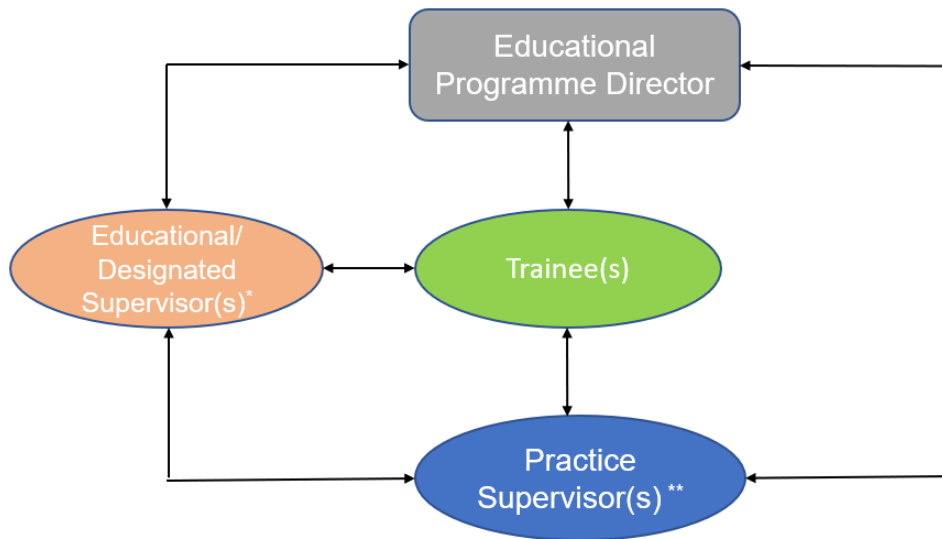 Educational
Programme Director
Educational/
Designated
Supervisor(s)*
Trainee(s)
Practice
Supervisor(s) **